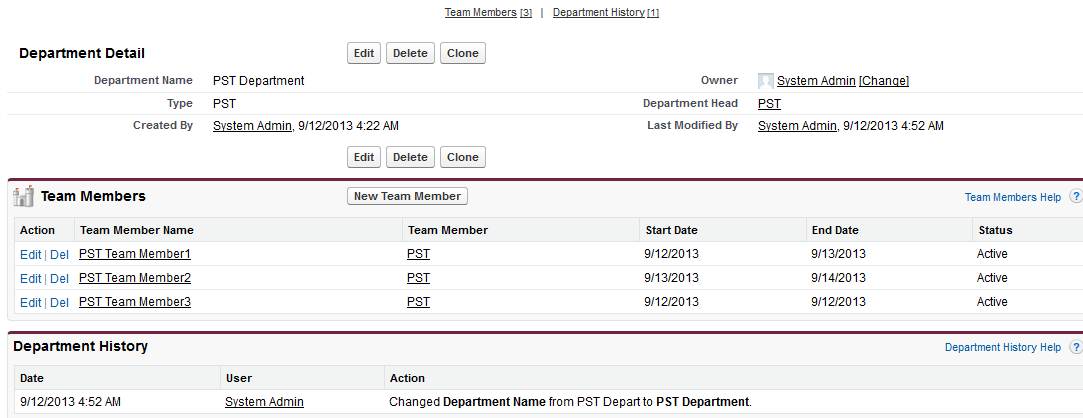 Team Members [3] | Department History [1]
Department Detail Edit Delete Clone
Department Name PST Department Owner System Admin [Change]
Type PST Department Head PST
Created By System Admin, 9/12/2013 4:22 AM Last Modified By System Admin, 9/12/2013 4:52 AM
Edit Delete Clone
Team Members New Team Member Team Members Help ?
Action Team Member Name Team Member Start Date End Date Status
Edit | Del PST Team Member1 PST 9/12/2013 9/13/2013 Active
Edit | Del PST Team Member2 PST 9/13/2013 9/14/2013 Active
Edit | Del PST Team Member3 PST 9/12/2013 9/12/2013 Active
Department History Department History Help ?
Date User Action
9/12/2013 4:52 AM System Admin Changed Department Name from PST Depart to PST Department.